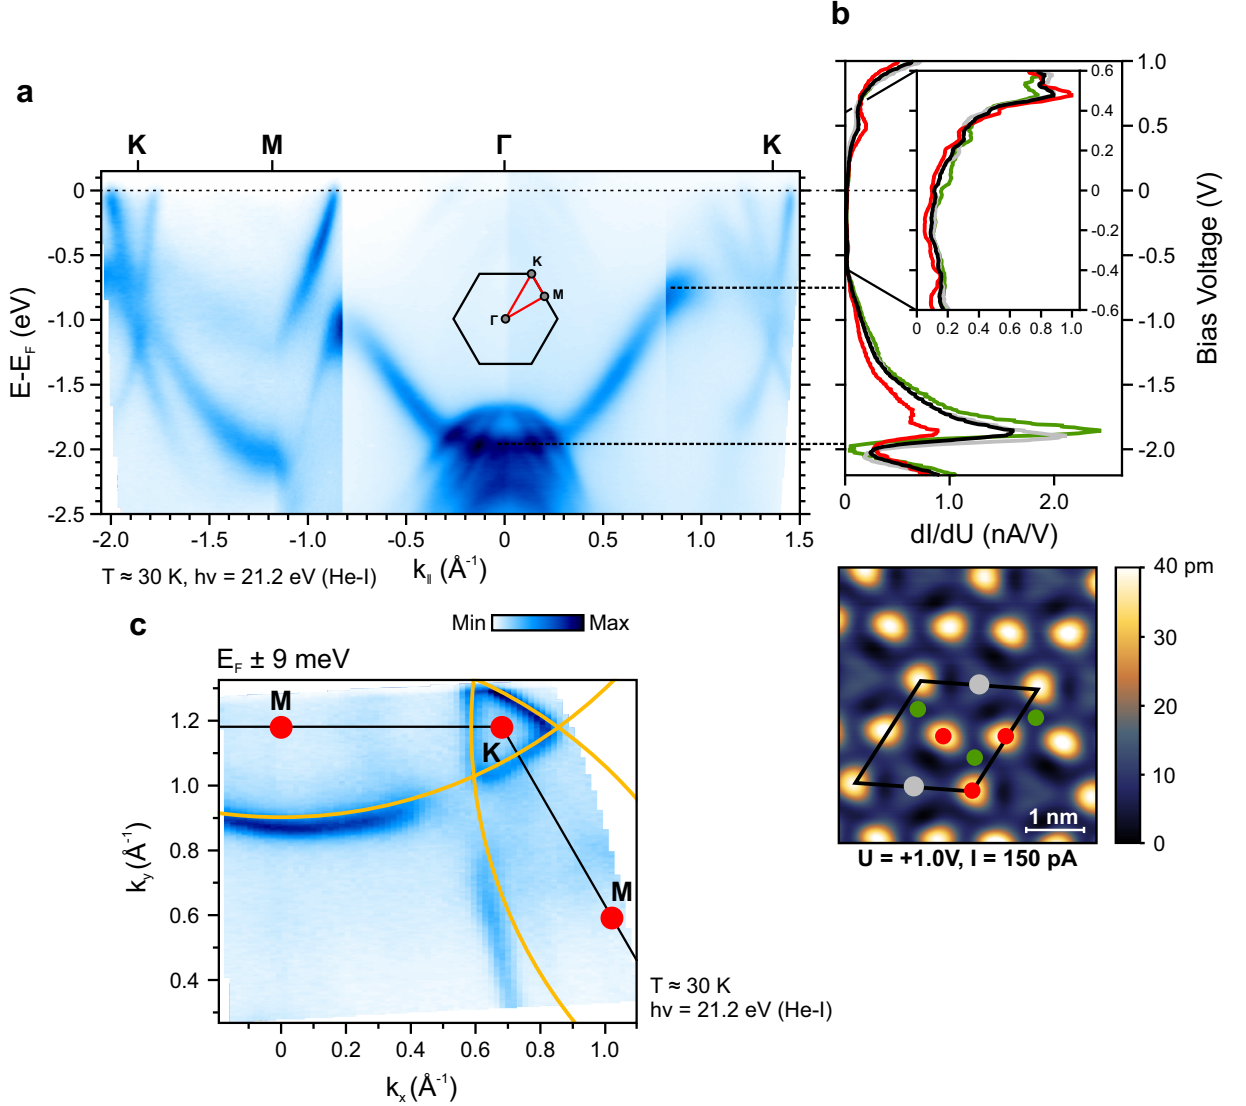 a
K M Γ K
0
-0.5
-1.0
-1.5
-2.0
-2.5
E-E_F (eV)
K
M
Γ
-2.0 -1.5 -1.0 -0.5 0 0.5 1.0 1.5
k_∥ (Å⁻¹)
T ≈ 30 K, hν = 21.2 eV (He-I)
b
1.0
0.5
0
-0.5
-1.0
-1.5
-2.0
Bias Voltage (V)
0.6
0.4
0.2
0
-0.2
-0.4
-0.6
0 0.2 0.4 0.6 0.8 1.0
0 1.0 2.0
dI/dU (nA/V)
40 pm
30
20
10
0
1 nm
U = +1.0V, I = 150 pA
c
Min Max
E_F ± 9 meV
M
K
M
1.2
1.0
0.8
0.6
0.4
k_y (Å⁻¹)
0 0.2 0.4 0.6 0.8 1.0
k_x (Å⁻¹)
T ≈ 30 K
hν = 21.2 eV (He-I)